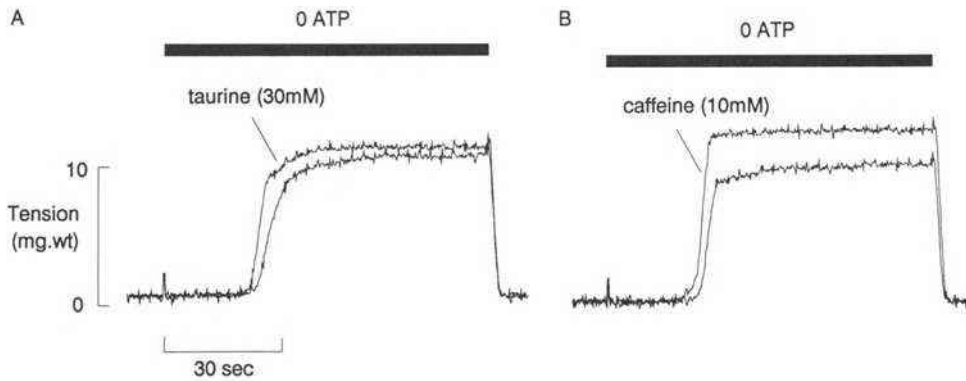 A
0 ATP
taurine (30mM)
10
Tension
(mg.wt)
0
30 sec
B
0 ATP
caffeine (10mM)